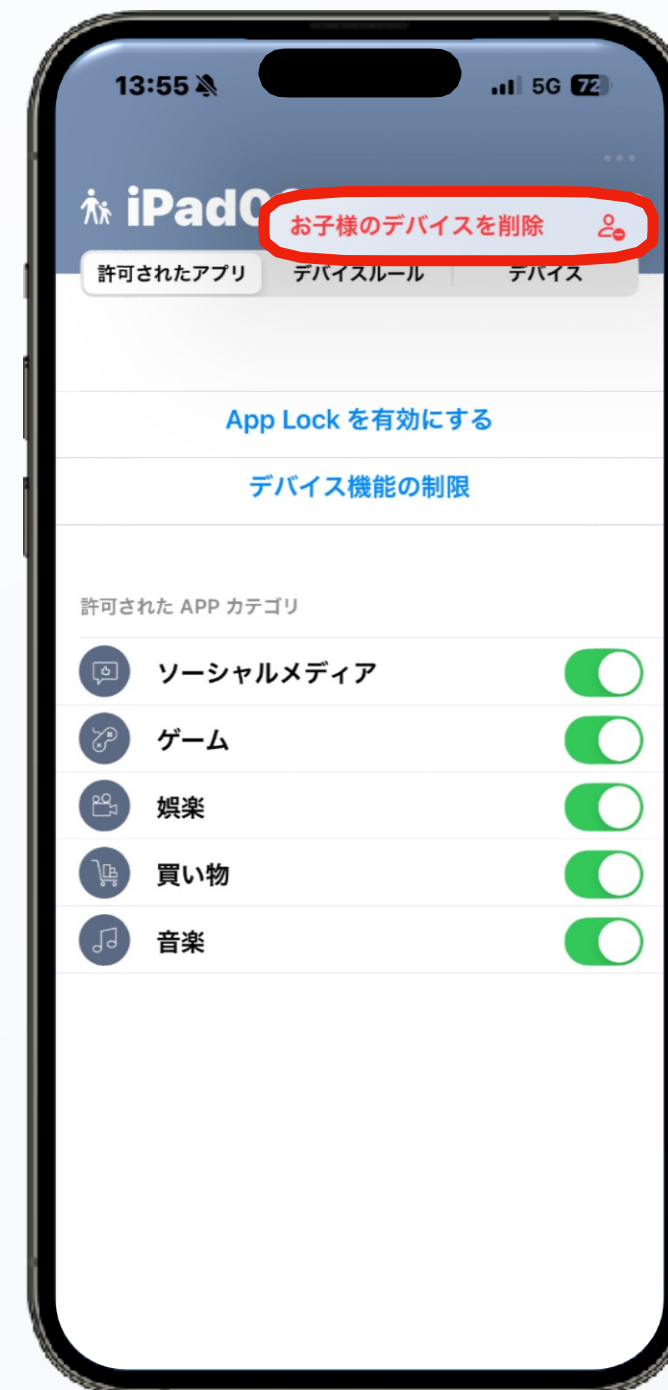 13:55
5G 72
iPad0
お子様のデバイスを削除
許可されたアプリ デバイスルール デバイス
App Lock を有効にする
デバイス機能の制限
許可された APP カテゴリ
ソーシャルメディア
ゲーム
娯楽
買い物
音楽